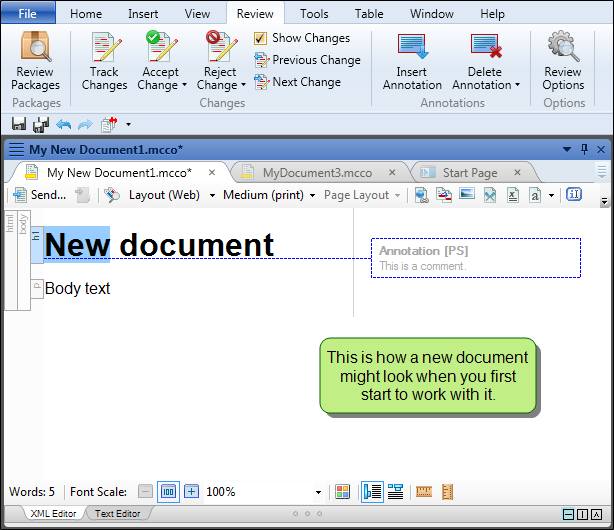 File Home Insert View Review Tools Table Window Help
Show Changes
Previous Change
Next Change
Review Packages
Track Changes
Accept Change
Reject Change
Insert Annotation
Delete Annotation
Review Options
Packages Changes Annotations Options
My New Document1.mcco*
My New Document1.mcco* MyDocument3.mcco Start Page
Send... Layout (Web) Medium (print) Page Layout
html
body
h1
New document
Annotation [PS]
This is a comment.
p
Body text
This is how a new document
might look when you first
start to work with it.
Words: 5 Font Scale: 100 100%
XML Editor Text Editor